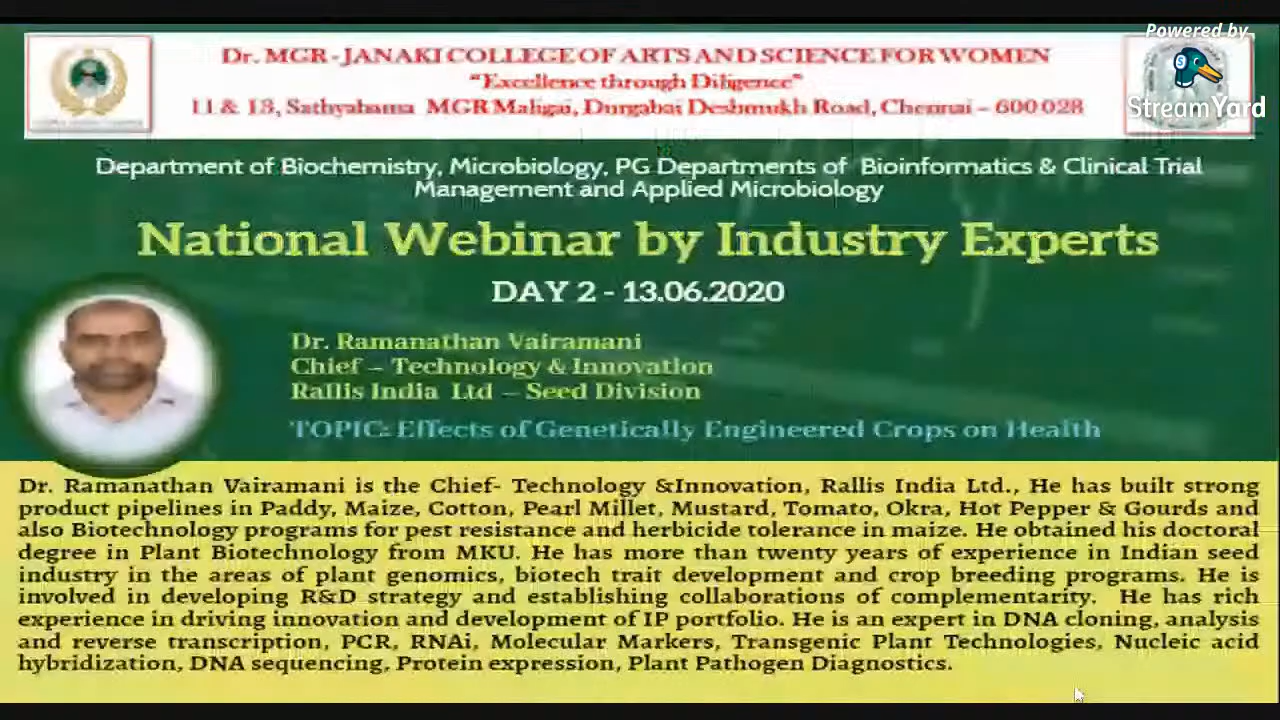 Powered by
StreamYard
Dr. MGR - JANAKI COLLEGE OF ARTS AND SCIENCE FOR WOMEN
"Excellence through Diligence"
11 & 13, Sathyabama MGR Maligai, Durgabai Deshmukh Road, Chennai – 600 028
Department of Biochemistry, Microbiology, PG Departments of Bioinformatics & Clinical Trial
Management and Applied Microbiology
National Webinar by Industry Experts
DAY 2 - 13.06.2020
Dr. Ramanathan Vairamani
Chief – Technology & Innovation
Rallis India Ltd – Seed Division
TOPIC: Effects of Genetically Engineered Crops on Health
Dr. Ramanathan Vairamani is the Chief- Technology &Innovation, Rallis India Ltd., He has built strong
product pipelines in Paddy, Maize, Cotton, Pearl Millet, Mustard, Tomato, Okra, Hot Pepper & Gourds and
also Biotechnology programs for pest resistance and herbicide tolerance in maize. He obtained his doctoral
degree in Plant Biotechnology from MKU. He has more than twenty years of experience in Indian seed
industry in the areas of plant genomics, biotech trait development and crop breeding programs. He is
involved in developing R&D strategy and establishing collaborations of complementarity. He has rich
experience in driving innovation and development of IP portfolio. He is an expert in DNA cloning, analysis
and reverse transcription, PCR, RNAi, Molecular Markers, Transgenic Plant Technologies, Nucleic acid
hybridization, DNA sequencing, Protein expression, Plant Pathogen Diagnostics.